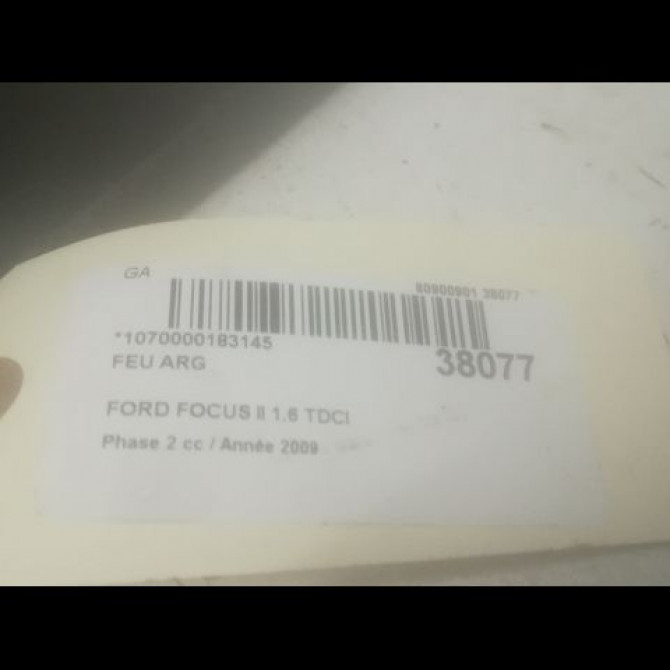 GA
80900901 38077
*1070000183145
38077
FEU ARG
FORD FOCUS II 1.6 TDCI
Phase 2 cc / Année 2009